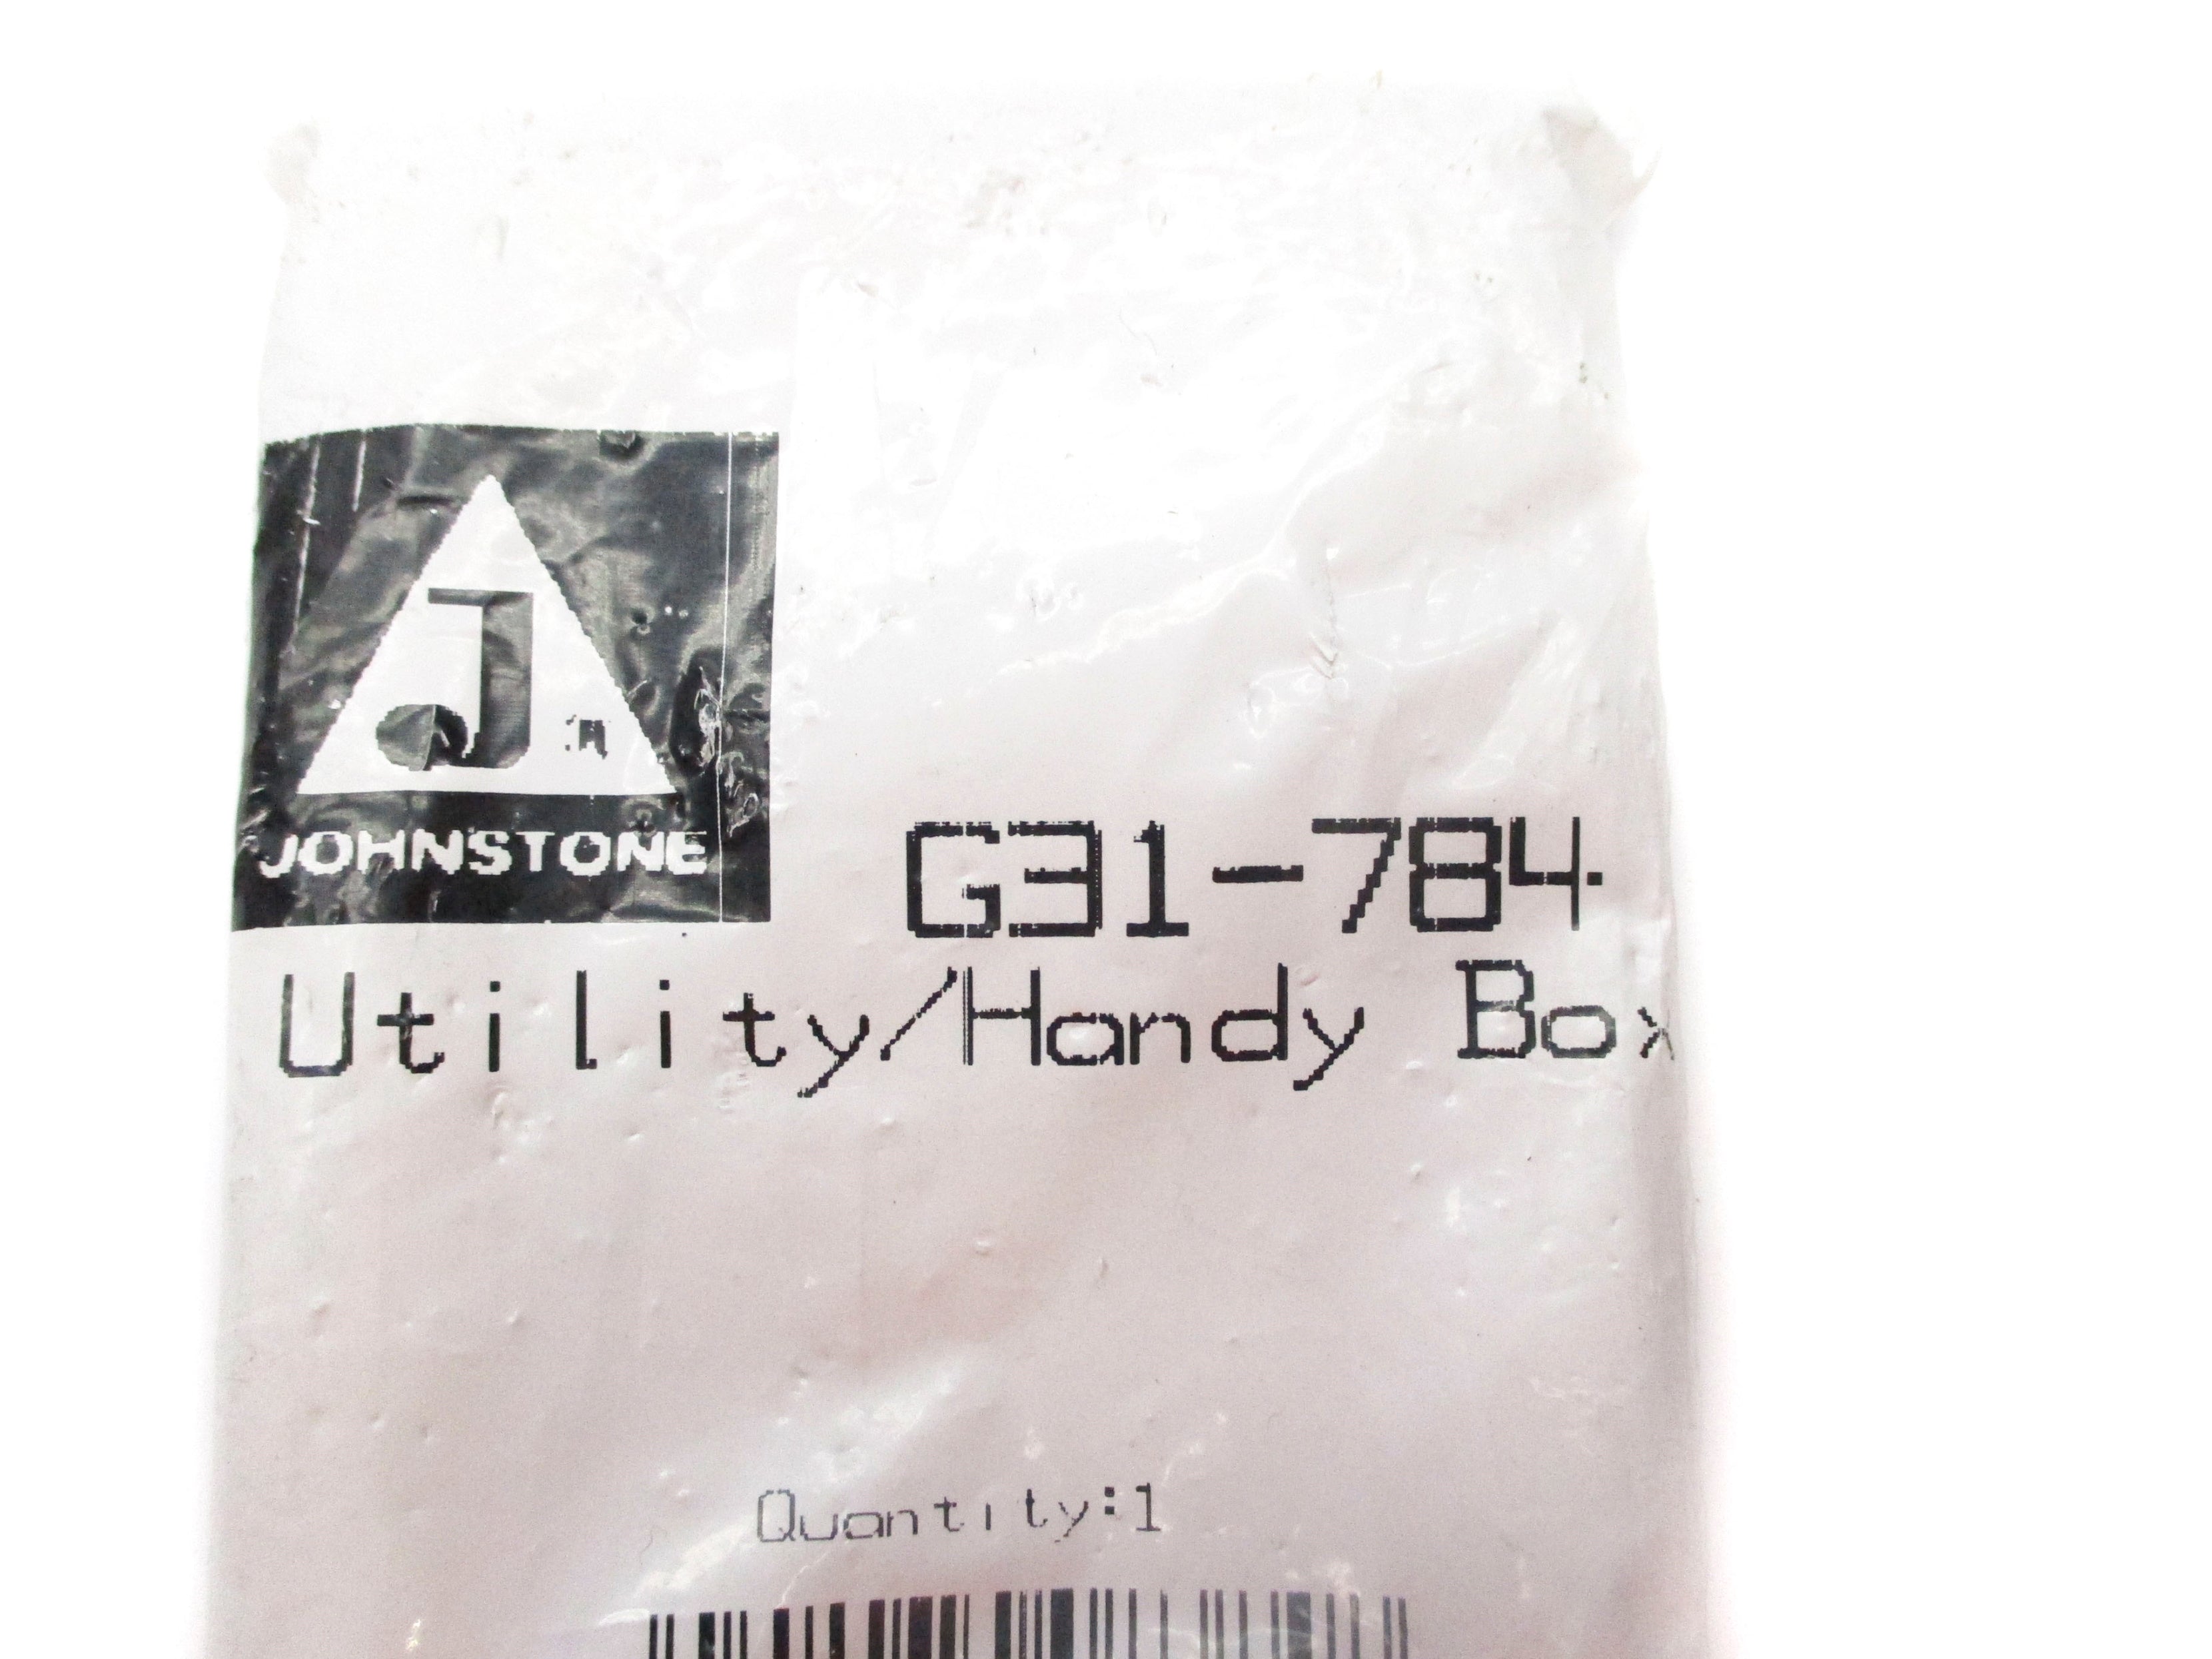 J
JOHNSTONE
G31-784
Utility/Handy Box
Quantity:1